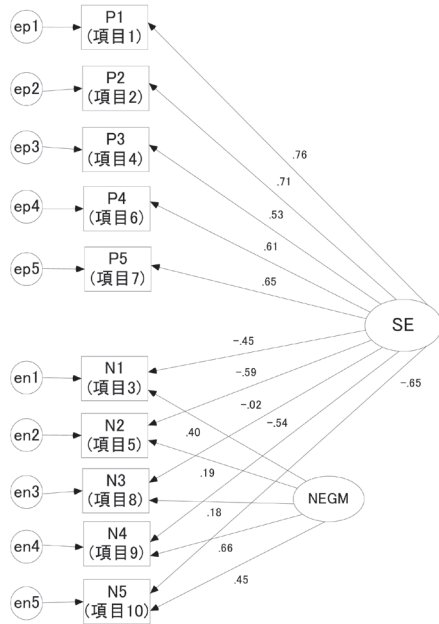 ep1
P1
(項目1)
ep2
P2
(項目2)
ep3
P3
(項目4)
ep4
P4
(項目6)
ep5
P5
(項目7)
.76
.71
.53
.61
.65
SE
en1
N1
(項目3)
en2
N2
(項目5)
en3
N3
(項目8)
en4
N4
(項目9)
en5
N5
(項目10)
-.45
-.59
-.02
-.54
-.65
.40
.19
.18
.66
.45
NEGM